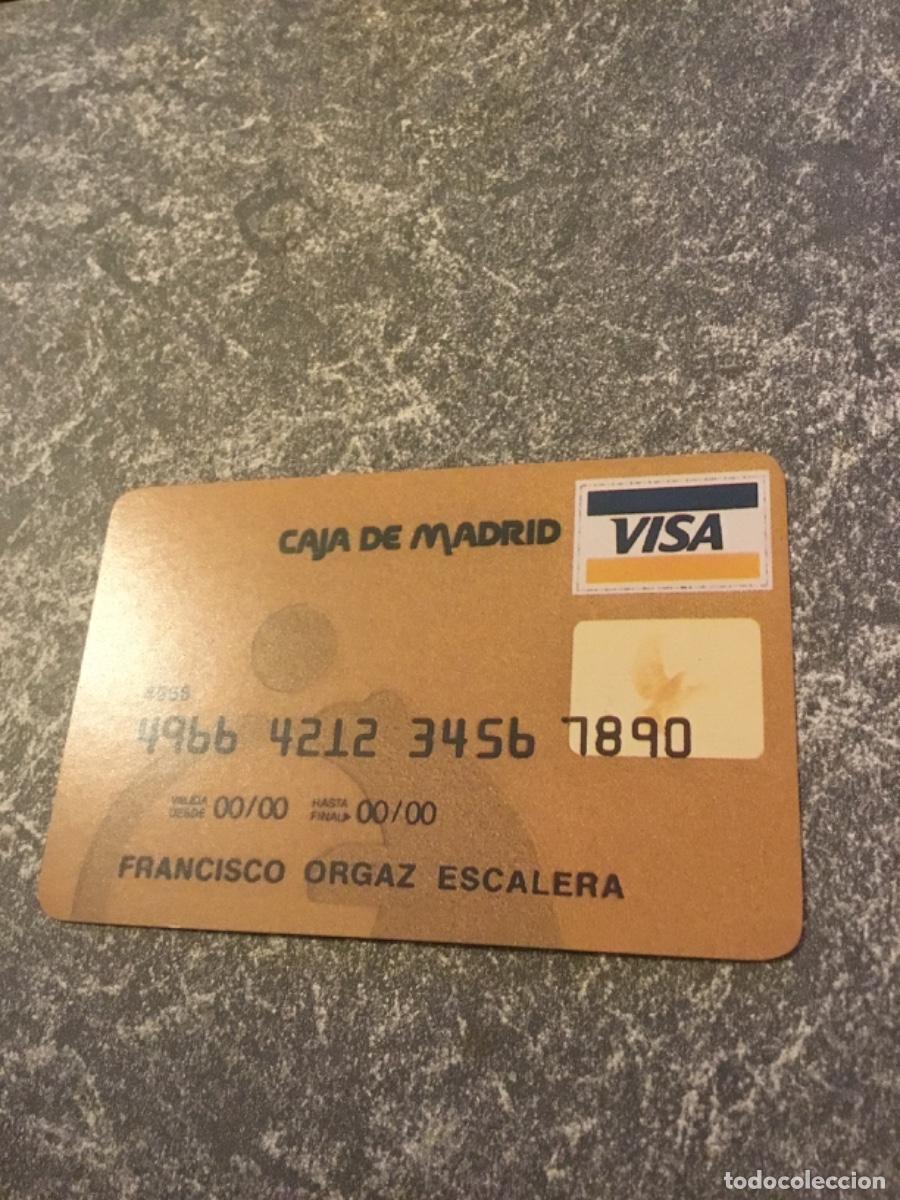 CAJA DE MADRID
VISA
4966 4212 3456 7890
VALIDA DESDE 00/00 HASTA FINAL 00/00
FRANCISCO ORGAZ ESCALERA
todocoleccion